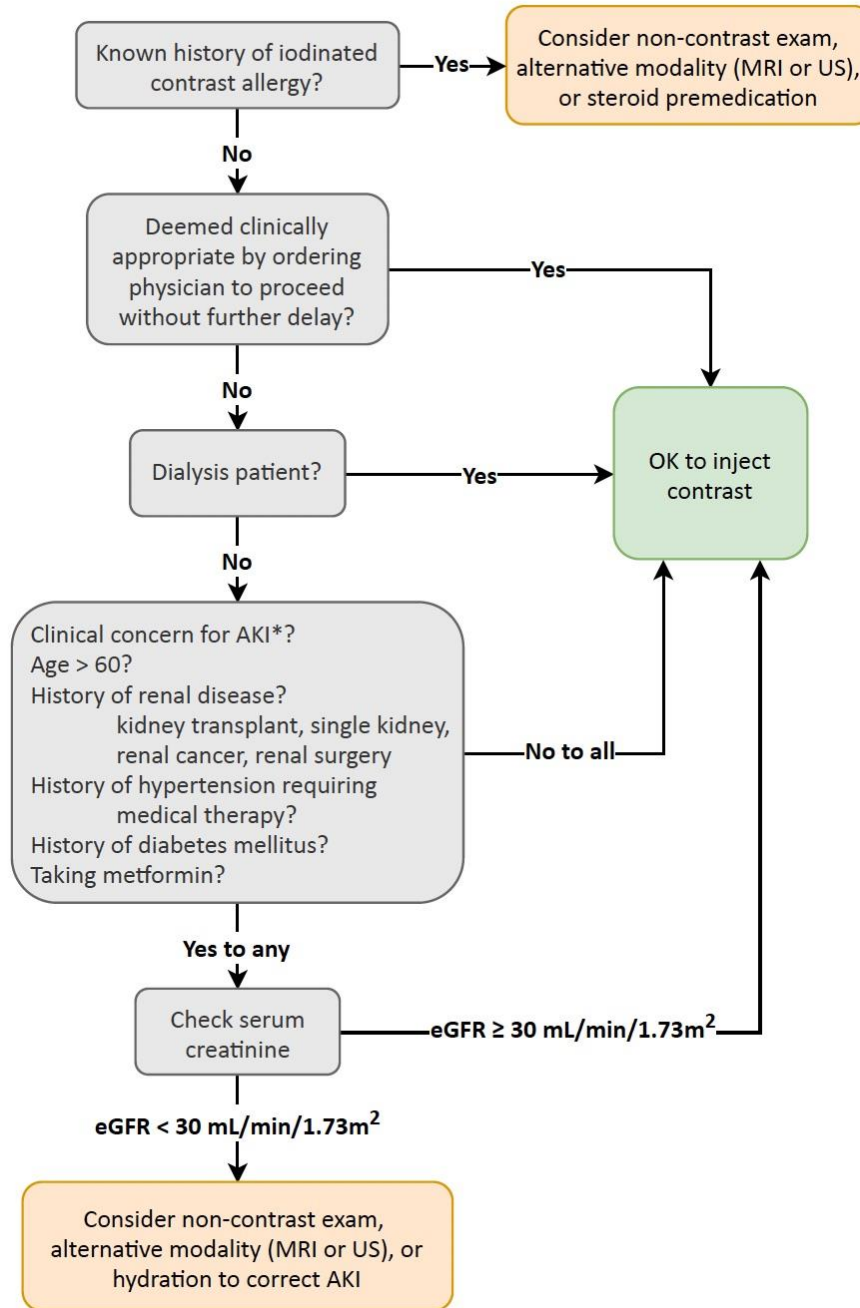 Known history of iodinated
contrast allergy?
Yes
Consider non-contrast exam,
alternative modality (MRI or US),
or steroid premedication
No
Deemed clinically
appropriate by ordering
physician to proceed
without further delay?
Yes
No
Dialysis patient?
Yes
OK to inject
contrast
No
Clinical concern for AKI*?
Age > 60?
History of renal disease?
kidney transplant, single kidney,
renal cancer, renal surgery
History of hypertension requiring
medical therapy?
History of diabetes mellitus?
Taking metformin?
No to all
Yes to any
Check serum
creatinine
eGFR ≥ 30 mL/min/1.73m²
eGFR < 30 mL/min/1.73m²
Consider non-contrast exam,
alternative modality (MRI or US), or
hydration to correct AKI